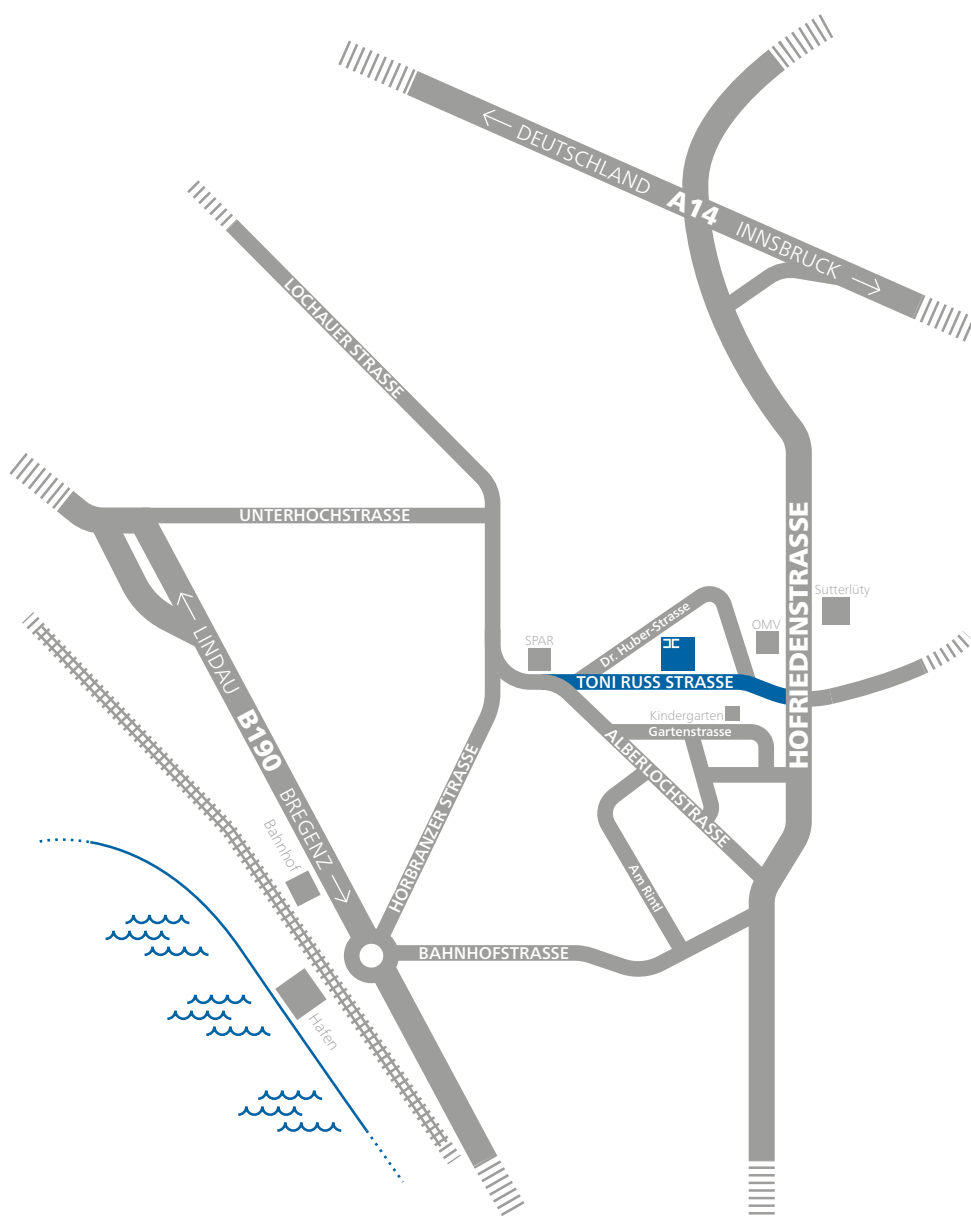 ← DEUTSCHLAND A14 INNSBRUCK →
LOCHAUER STRASSE
UNTERHOCHSTRASSE
HOFRIEDENSTRASSE
Sutterlüty
OMV
Dr. Huber-Strasse
SPAR
TONI RUSS STRASSE
Kindergarten
Gartenstrasse
ALBERLOCHSTRASSE
← LINDAU B190 BREGENZ →
HÖRBRANZER STRASSE
Bahnhof
Am Rintl
BAHNHOFSTRASSE
Hafen